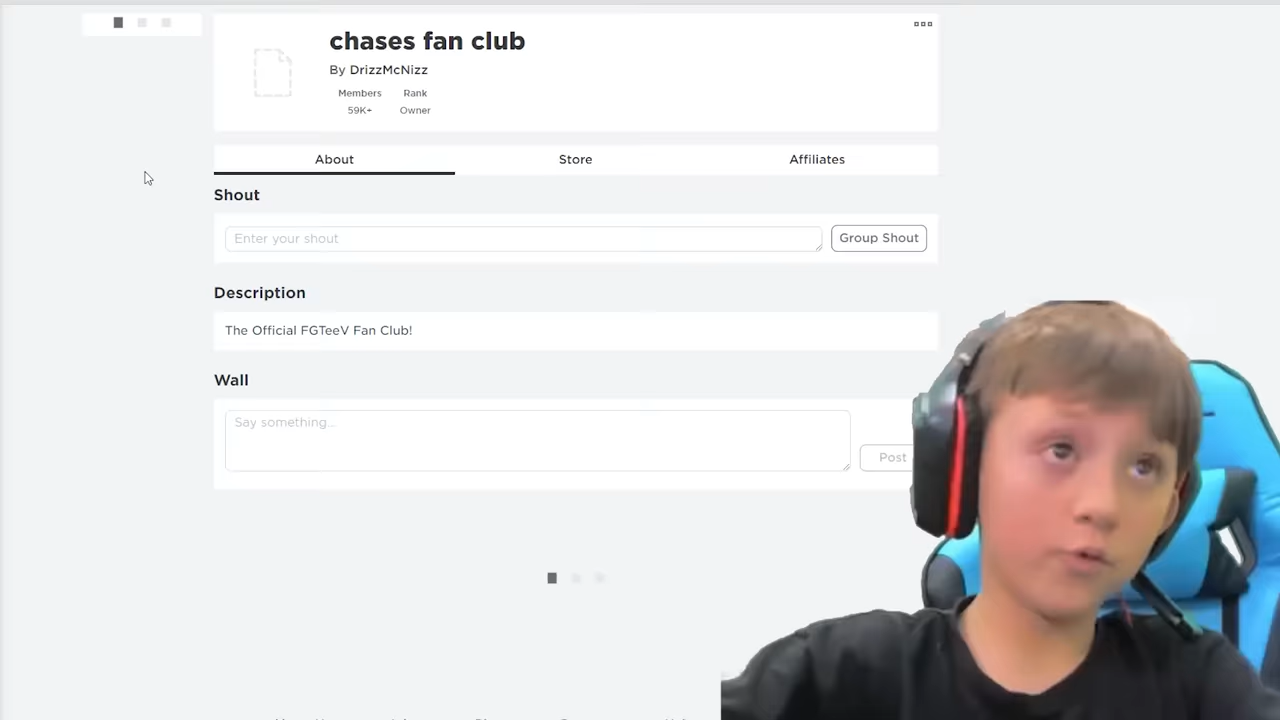 chases fan club
By DrizzMcNizz
Members Rank
59K+ Owner
About Store Affiliates
Shout
Enter your shout Group Shout
Description
The Official FGTeeV Fan Club!
Wall
Say something...
Post